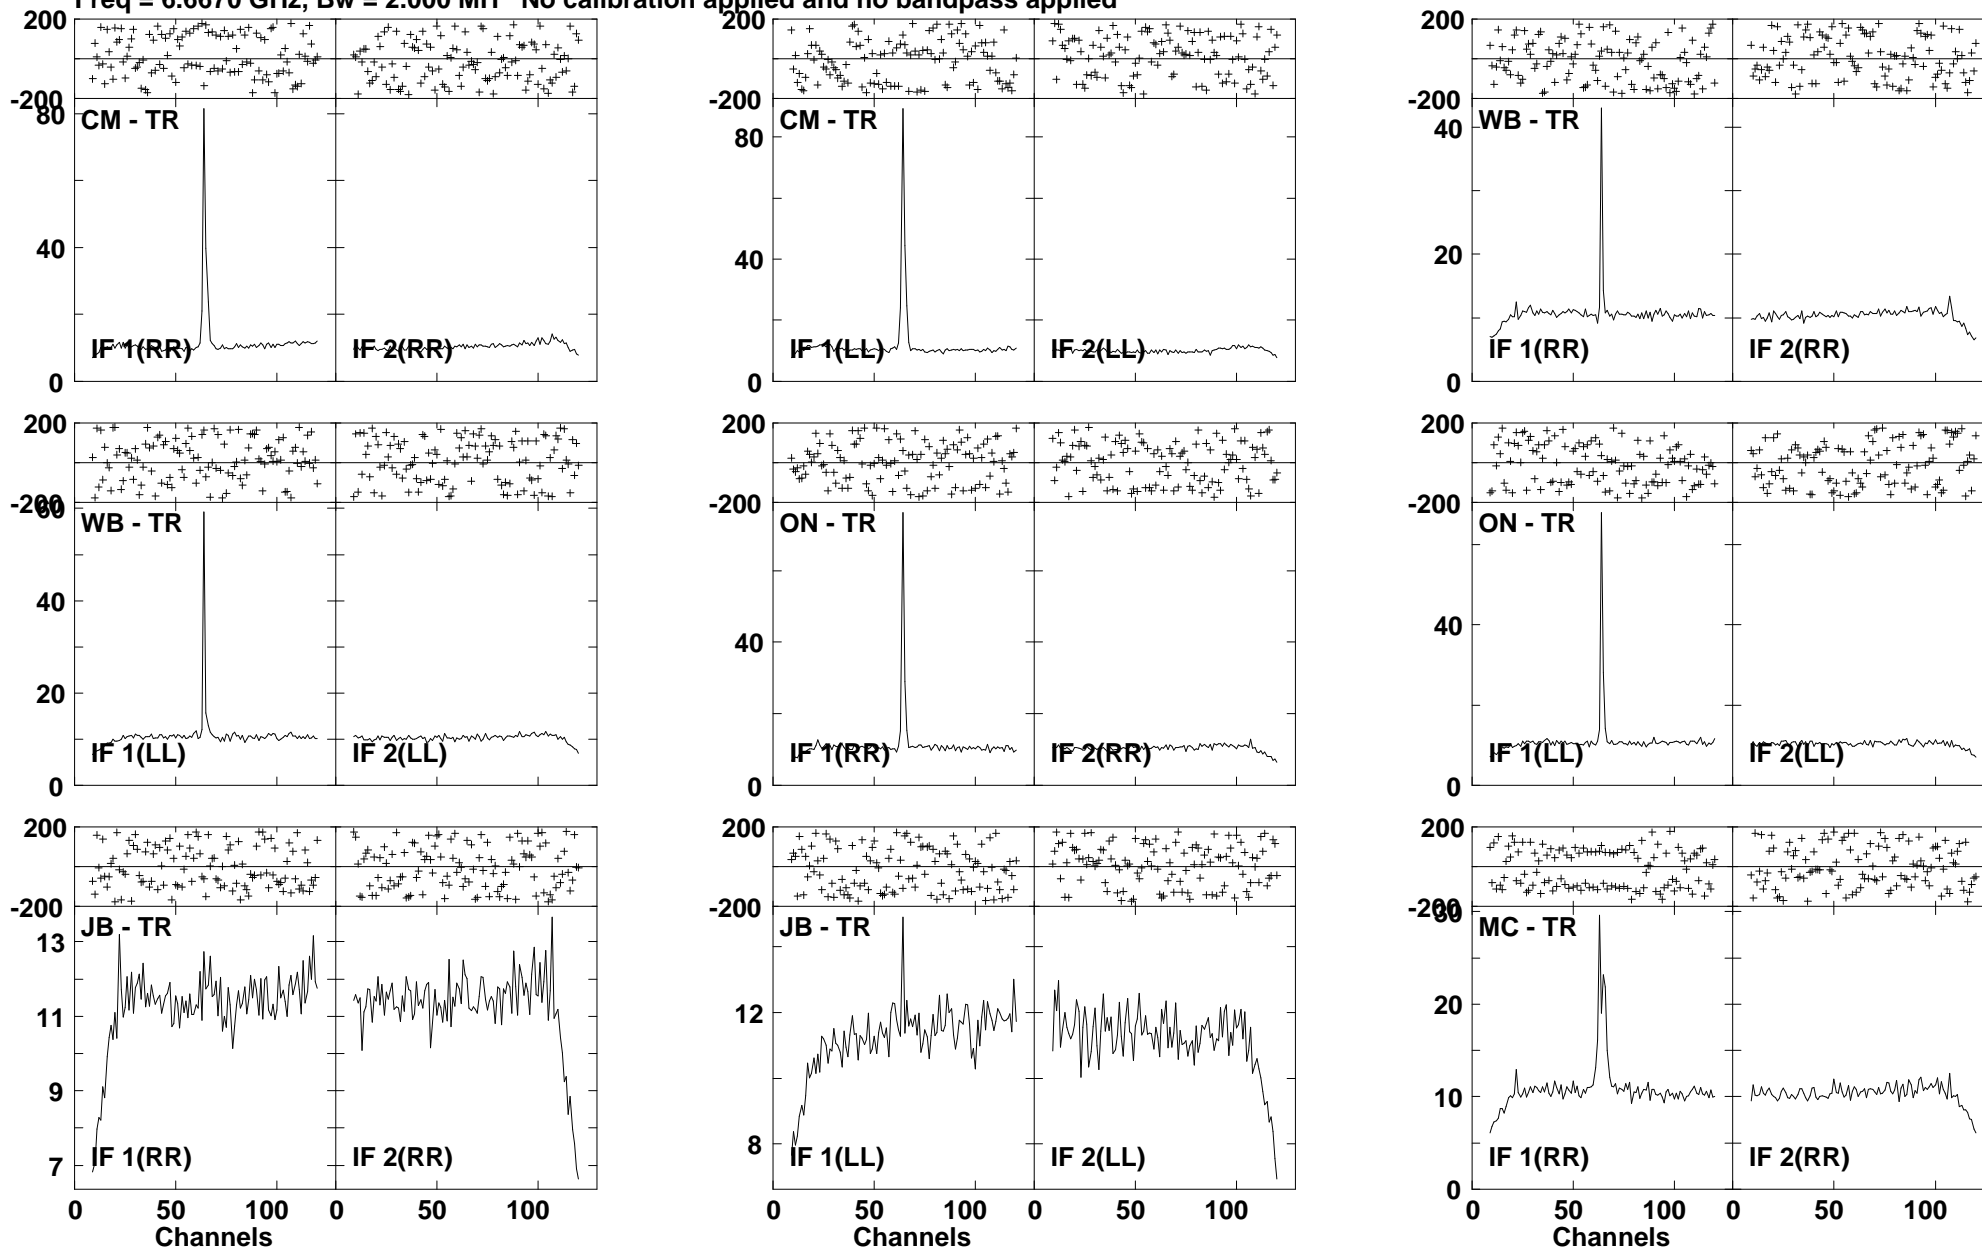 Freq = 6.6670 GHz, Bw = 2.000 MH No calibration applied and no bandpass applied
200 200 200
-200 -200 -200
CM - TR CM - TR WB - TR
80 80 40
40 40 20
IF 1(RR) IF 2(RR) IF 1(LL) IF 2(LL) IF 1(RR) IF 2(RR)
0 0 0
200 200 200
-200 -200 -200
60
WB - TR ON - TR ON - TR
40 40 40
20
IF 1(LL) IF 2(LL) IF 1(RR) IF 2(RR) IF 1(LL) IF 2(LL)
0 0 0
200 200 200
-200 -200 -200
30
JB - TR JB - TR MC - TR
13
11 12 20
9 10
7 8
IF 1(RR) IF 2(RR) IF 1(LL) IF 2(LL) IF 1(RR) IF 2(RR)
0
0 50 100 0 50 100 0 50 100 0 50 100 0 50 100 0 50 100
Channels Channels Channels